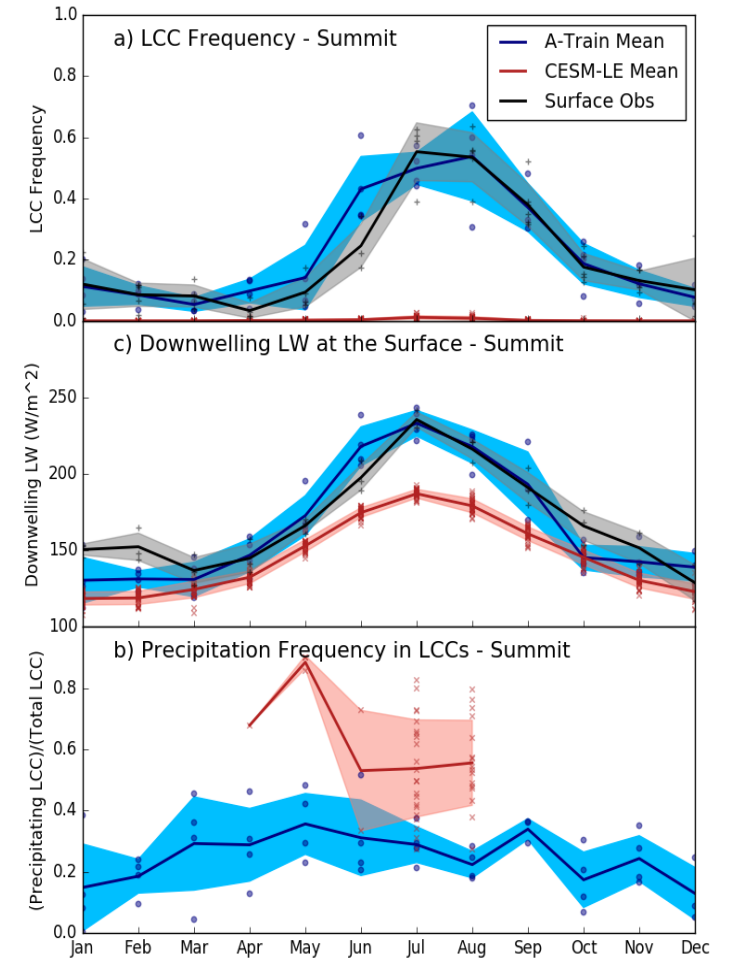 1.0
a) LCC Frequency - Summit
A-Train Mean
CESM-LE Mean
Surface Obs
0.8
0.6
0.4
0.2
0.0
LCC Frequency
c) Downwelling LW at the Surface - Summit
250
200
150
100
Downwelling LW (W/m^2)
b) Precipitation Frequency in LCCs - Summit
0.8
0.6
0.4
0.2
0.0
(Precipitating LCC)/(Total LCC)
Jan Feb Mar Apr May Jun Jul Aug Sep Oct Nov Dec